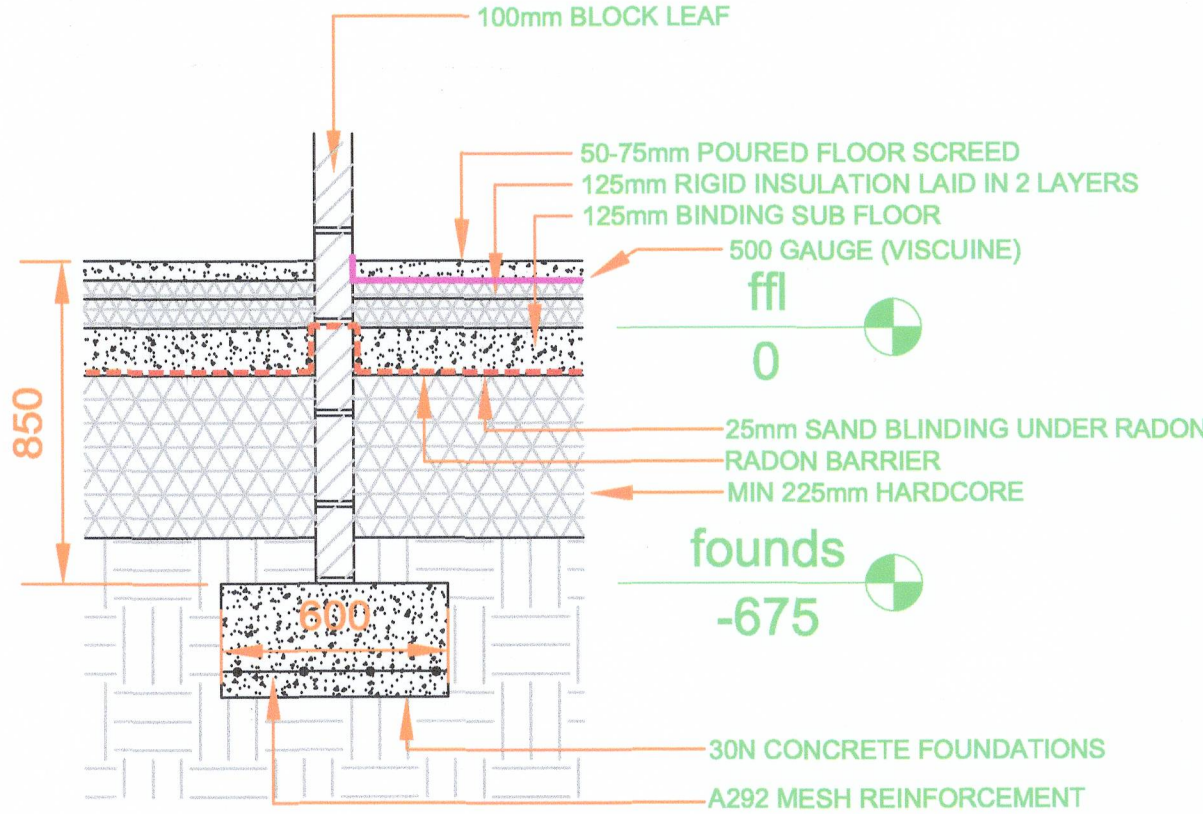 100mm BLOCK LEAF
50-75mm POURED FLOOR SCREED
125mm RIGID INSULATION LAID IN 2 LAYERS
125mm BINDING SUB FLOOR
500 GAUGE (VISCUINE)
ffl
0
850
25mm SAND BLINDING UNDER RADON
RADON BARRIER
MIN 225mm HARDCORE
founds
-675
600
30N CONCRETE FOUNDATIONS
A292 MESH REINFORCEMENT